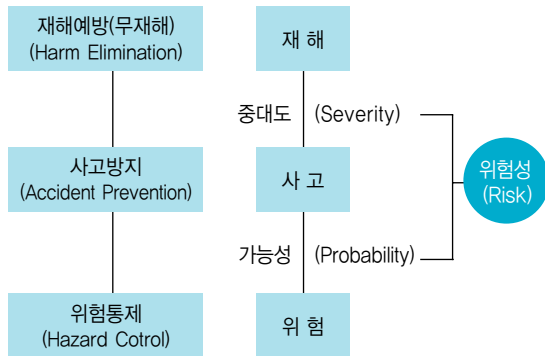 재해예방(무재해)
(Harm Elimination)
재 해
중대도 (Severity)
사고방지
(Accident Prevention)
사 고
위험성
(Risk)
가능성 (Probability)
위험통제
(Hazard Cotrol)
위 험